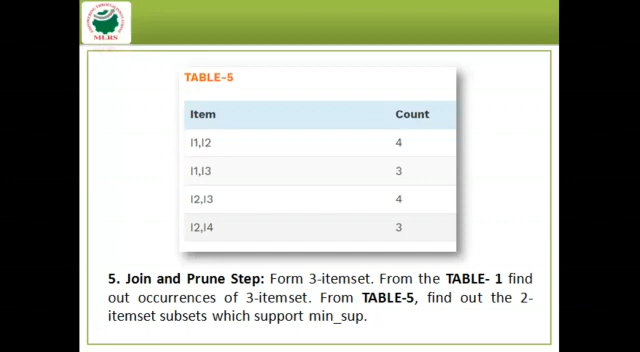 MLRS
TABLE-5
Item Count
I1,I2 4
I1,I3 3
I2,I3 4
I2,I4 3
5. Join and Prune Step: Form 3-itemset. From the TABLE- 1 find
out occurrences of 3-itemset. From TABLE-5, find out the 2-
itemset subsets which support min_sup.